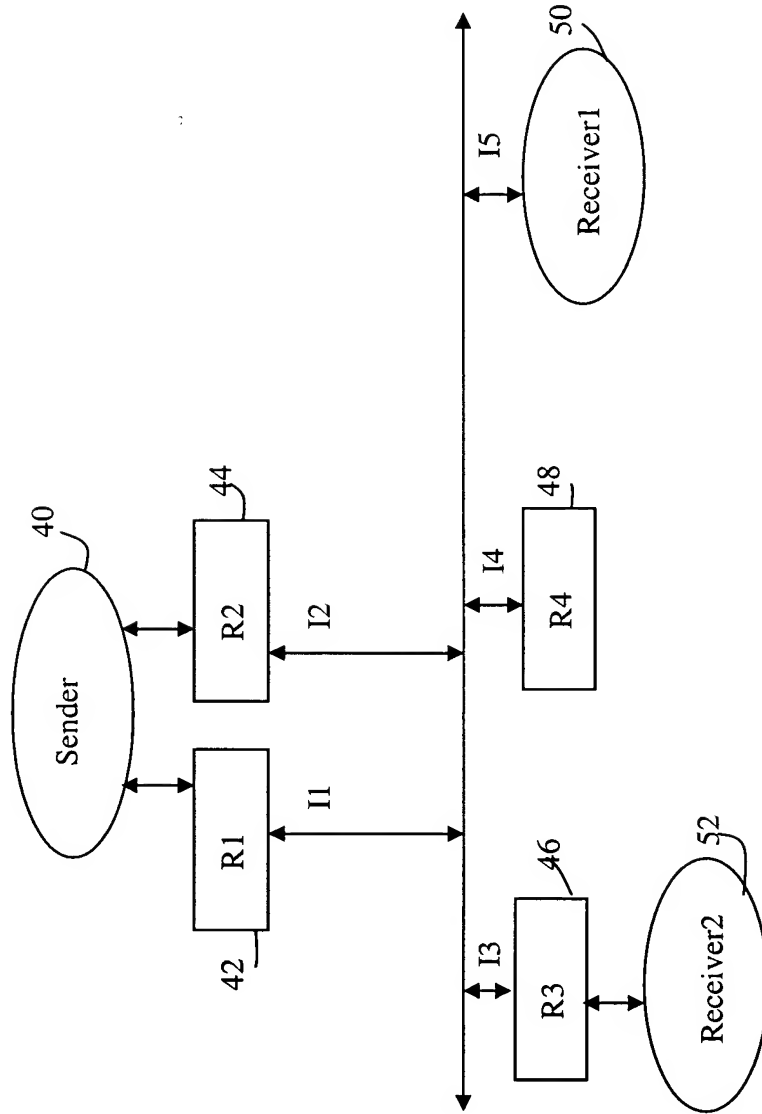 Sender
40
R1
42
R2
44
I1
I2
I3
I4
I5
R3
46
R4
48
Receiver1
50
Receiver2
52